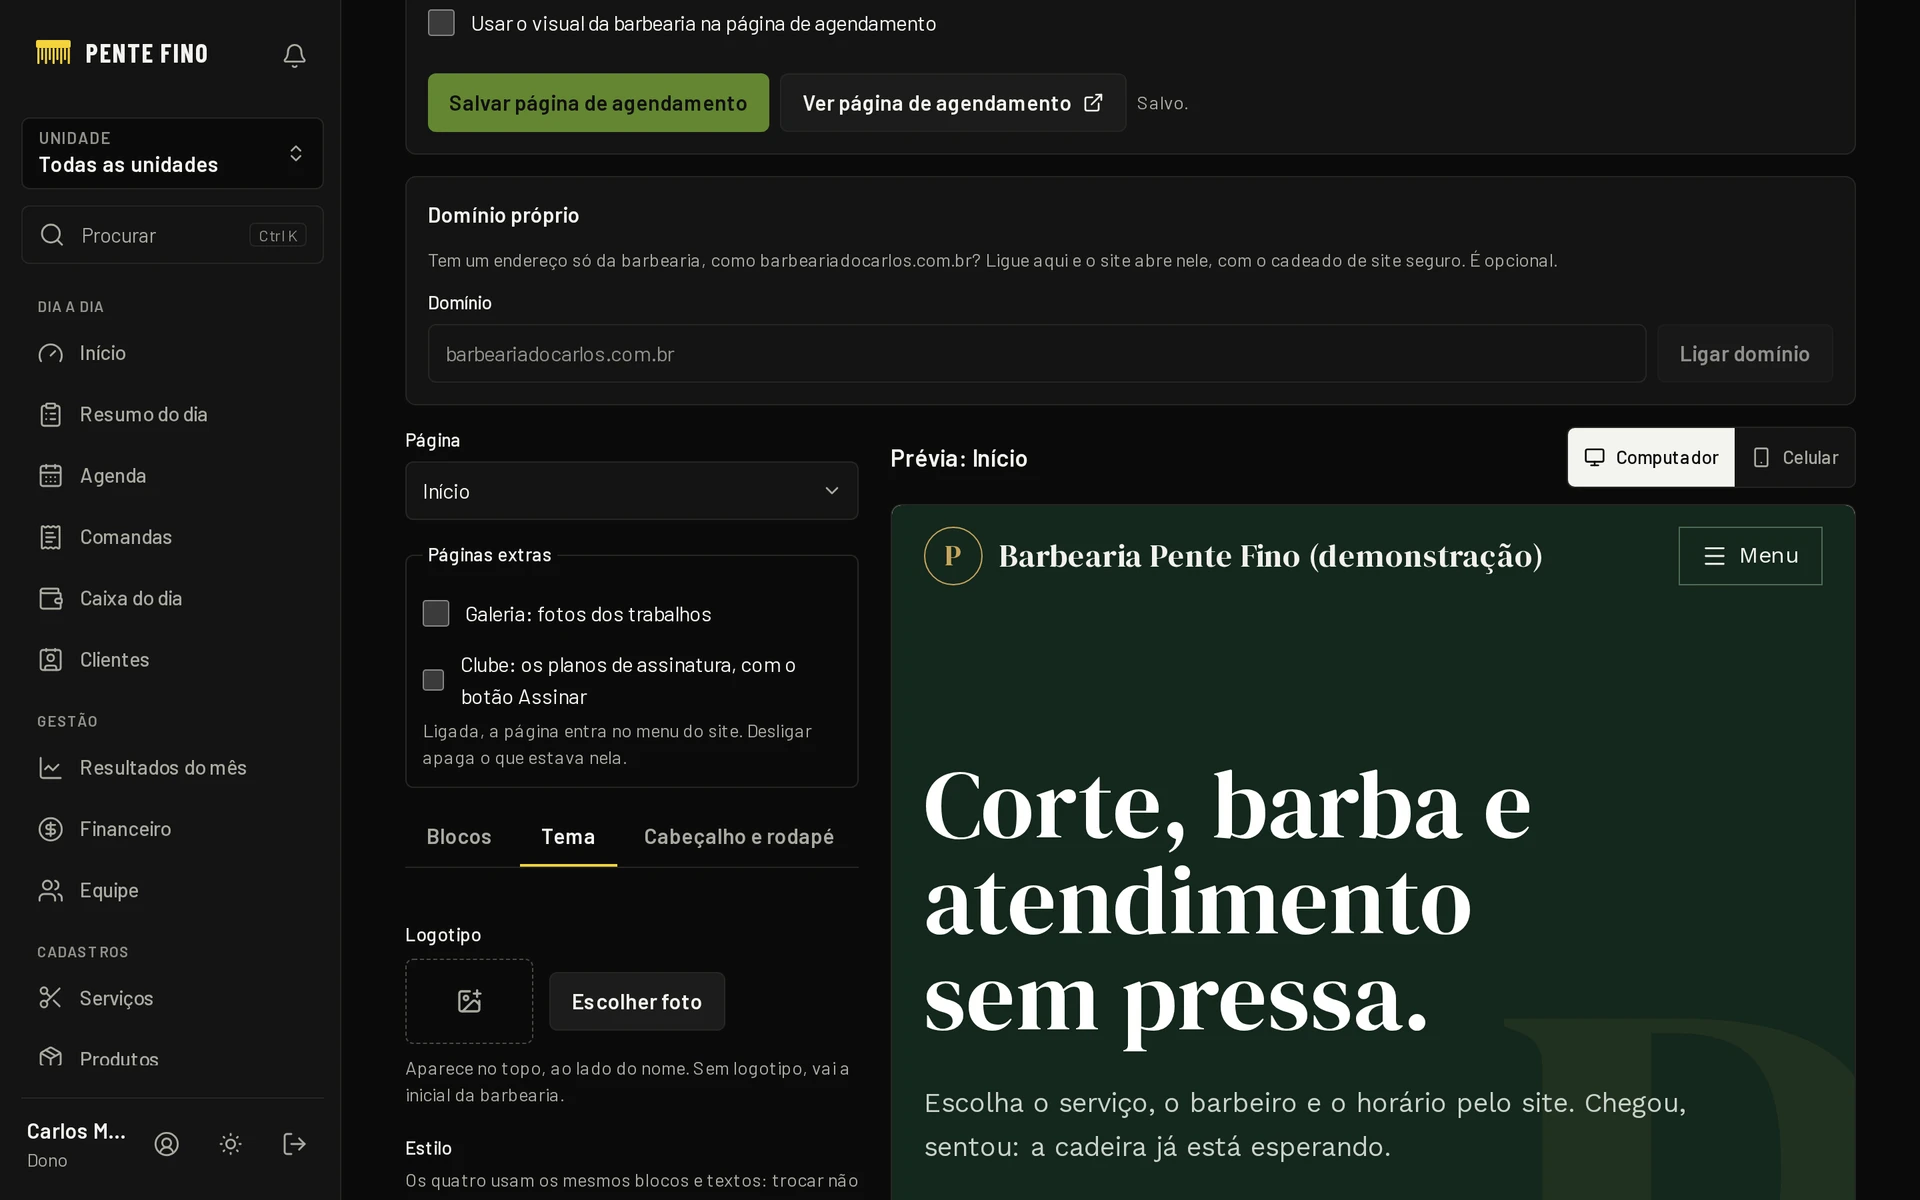 PENTE FINO
UNIDADE
Todas as unidades
Procurar
Ctrl K
DIA A DIA
Início
Resumo do dia
Agenda
Comandas
Caixa do dia
Clientes
GESTÃO
Resultados do mês
Financeiro
Equipe
CADASTROS
Serviços
Produtos
Carlos M...
Dono
Usar o visual da barbearia na página de agendamento
Salvar página de agendamento
Ver página de agendamento
Salvo.
Domínio próprio
Tem um endereço só da barbearia, como barbeariadocarlos.com.br? Ligue aqui e o site abre nele, com o cadeado de site seguro. É opcional.
Domínio
barbeariadocarlos.com.br
Ligar domínio
Página
Início
Páginas extras
Galeria: fotos dos trabalhos
Clube: os planos de assinatura, com o
botão Assinar
Ligada, a página entra no menu do site. Desligar
apaga o que estava nela.
Blocos
Tema
Cabeçalho e rodapé
Logotipo
Escolher foto
Aparece no topo, ao lado do nome. Sem logotipo, vai a
inicial da barbearia.
Estilo
Os quatro usam os mesmos blocos e textos: trocar não
Prévia: Início
Computador
Celular
P
Barbearia Pente Fino (demonstração)
Menu
Corte, barba e
atendimento
sem pressa.
Escolha o serviço, o barbeiro e o horário pelo site. Chegou,
sentou: a cadeira já está esperando.